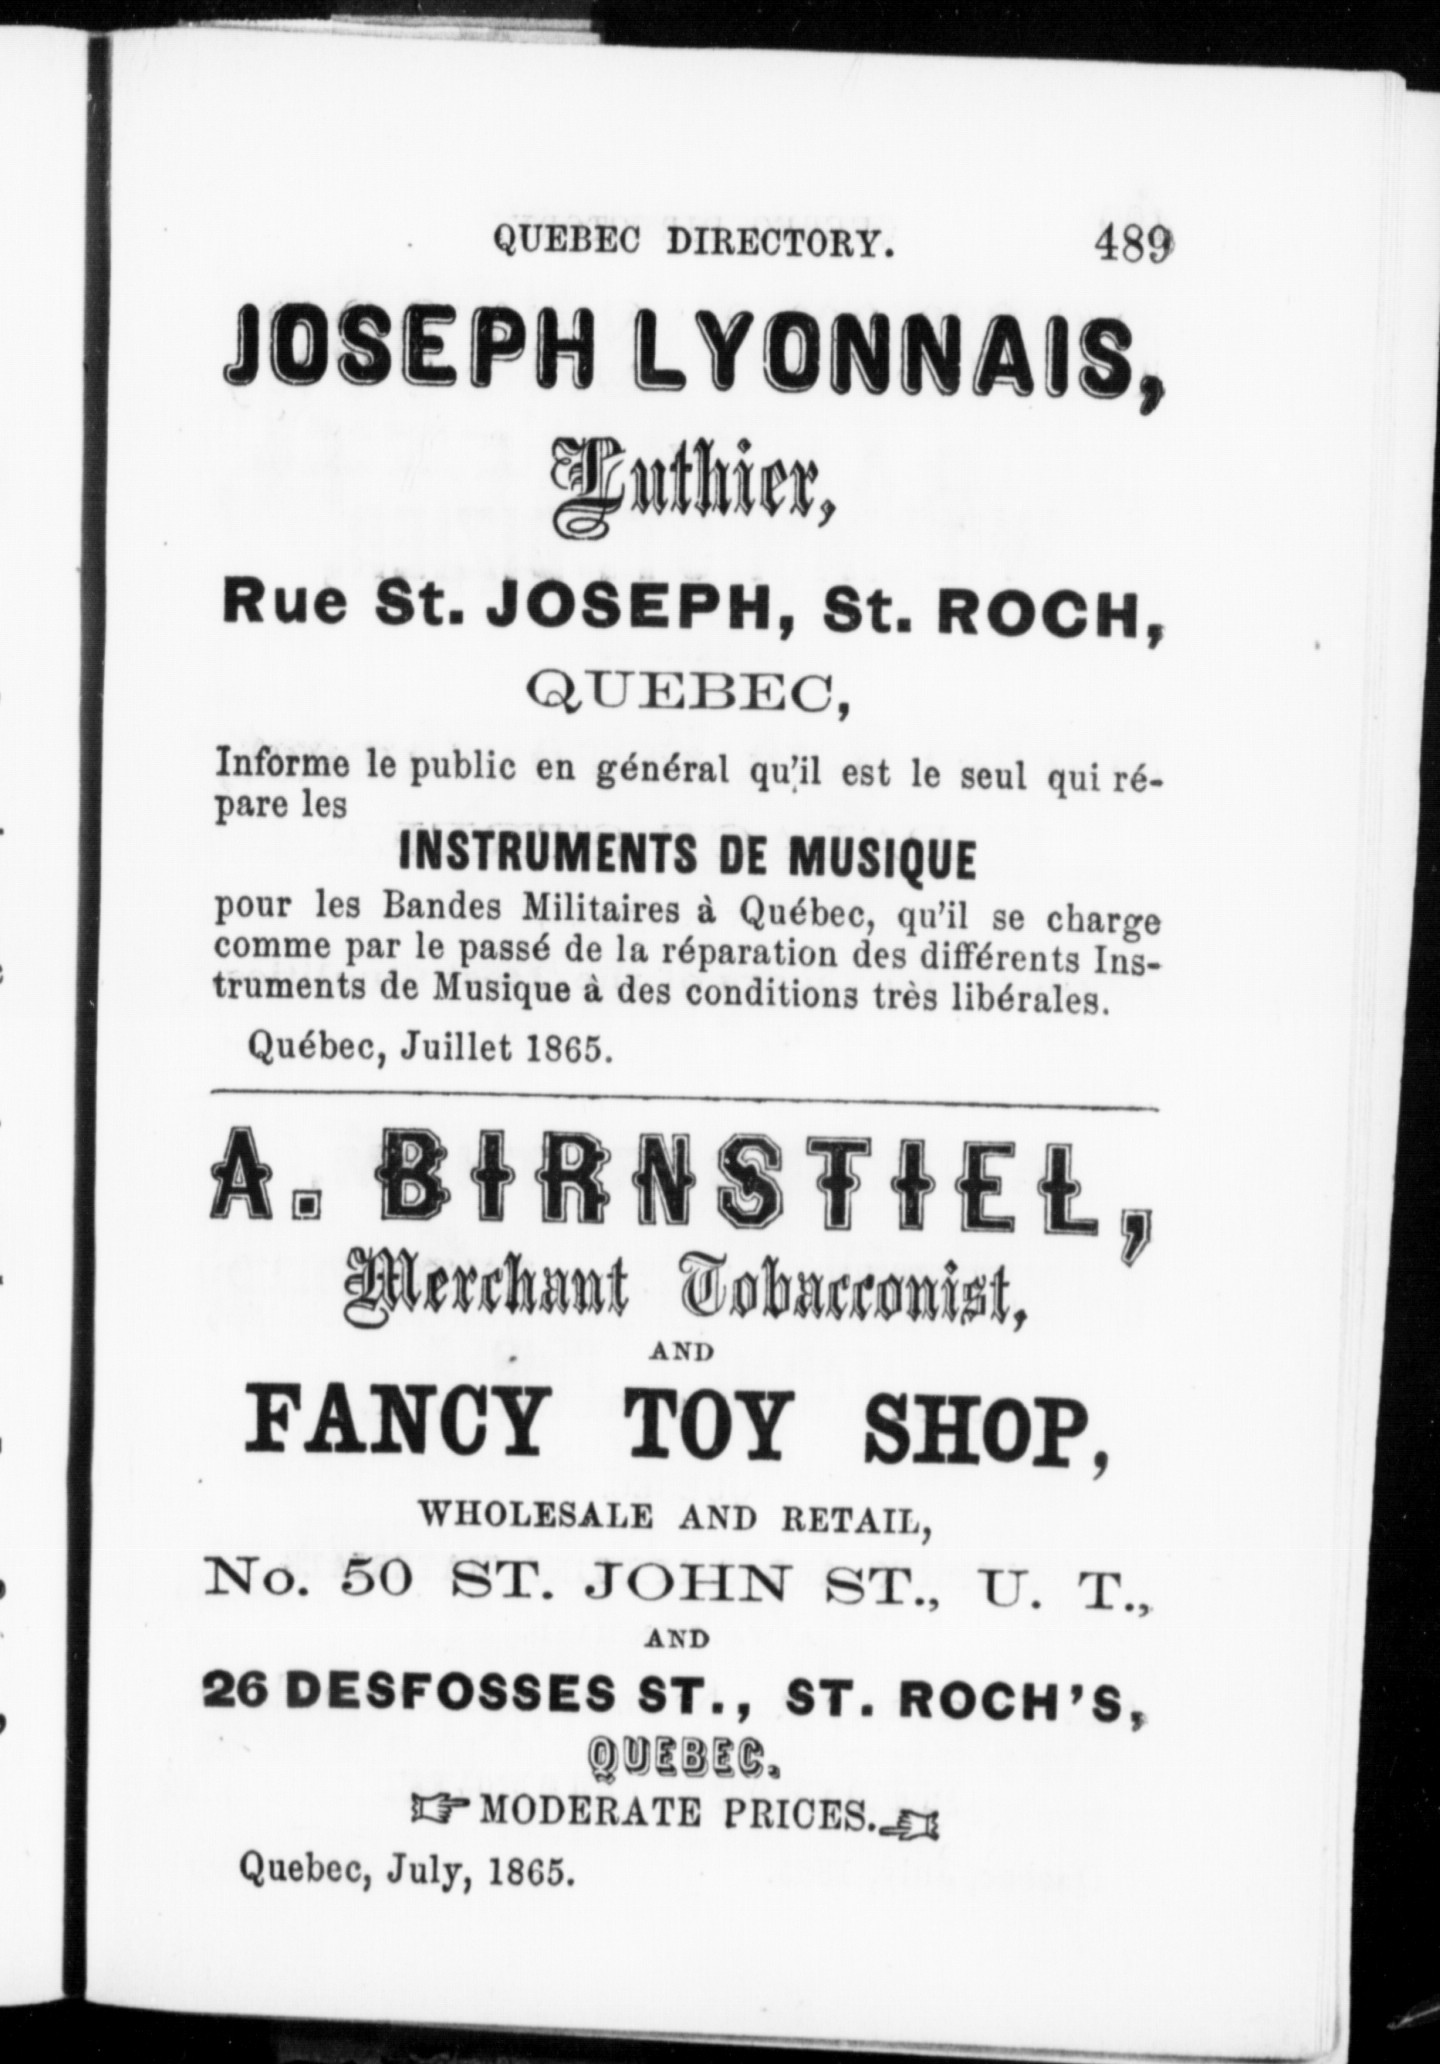 QUEBEC DIRECTORY. 489
JOSEPH LYONNAIS,
Luthier,
Rue St. JOSEPH, St. ROCH,
QUEBEC,
Informe le public en général qu'il est le seul qui ré-
pare les
INSTRUMENTS DE MUSIQUE
pour les Bandes Militaires à Québec, qu'il se charge
comme par le passé de la réparation des différents Ins-
truments de Musique à des conditions très libérales.
Québec, Juillet 1865.
A. BIRNSTIEL,
Merchant Tobacconist,
AND
FANCY TOY SHOP,
WHOLESALE AND RETAIL,
No. 50 ST. JOHN ST., U. T.,
AND
26 DESFOSSES ST., ST. ROCH'S,
QUEBEC.
☞ MODERATE PRICES. ☜
Quebec, July, 1865.